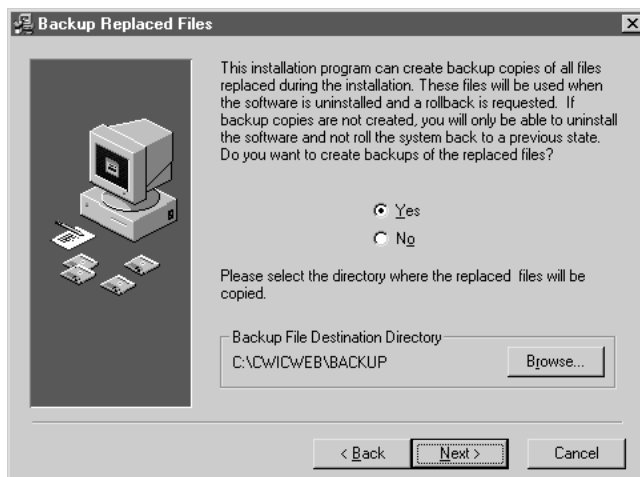 Backup Replaced Files
This installation program can create backup copies of all files
replaced during the installation. These files will be used when
the software is uninstalled and a rollback is requested. If
backup copies are not created, you will only be able to uninstall
the software and not roll the system back to a previous state.
Do you want to create backups of the replaced files?
Yes
No
Please select the directory where the replaced files will be
copied.
Backup File Destination Directory
C:\CWICWEB\BACKUP
Browse...
< Back
Next >
Cancel